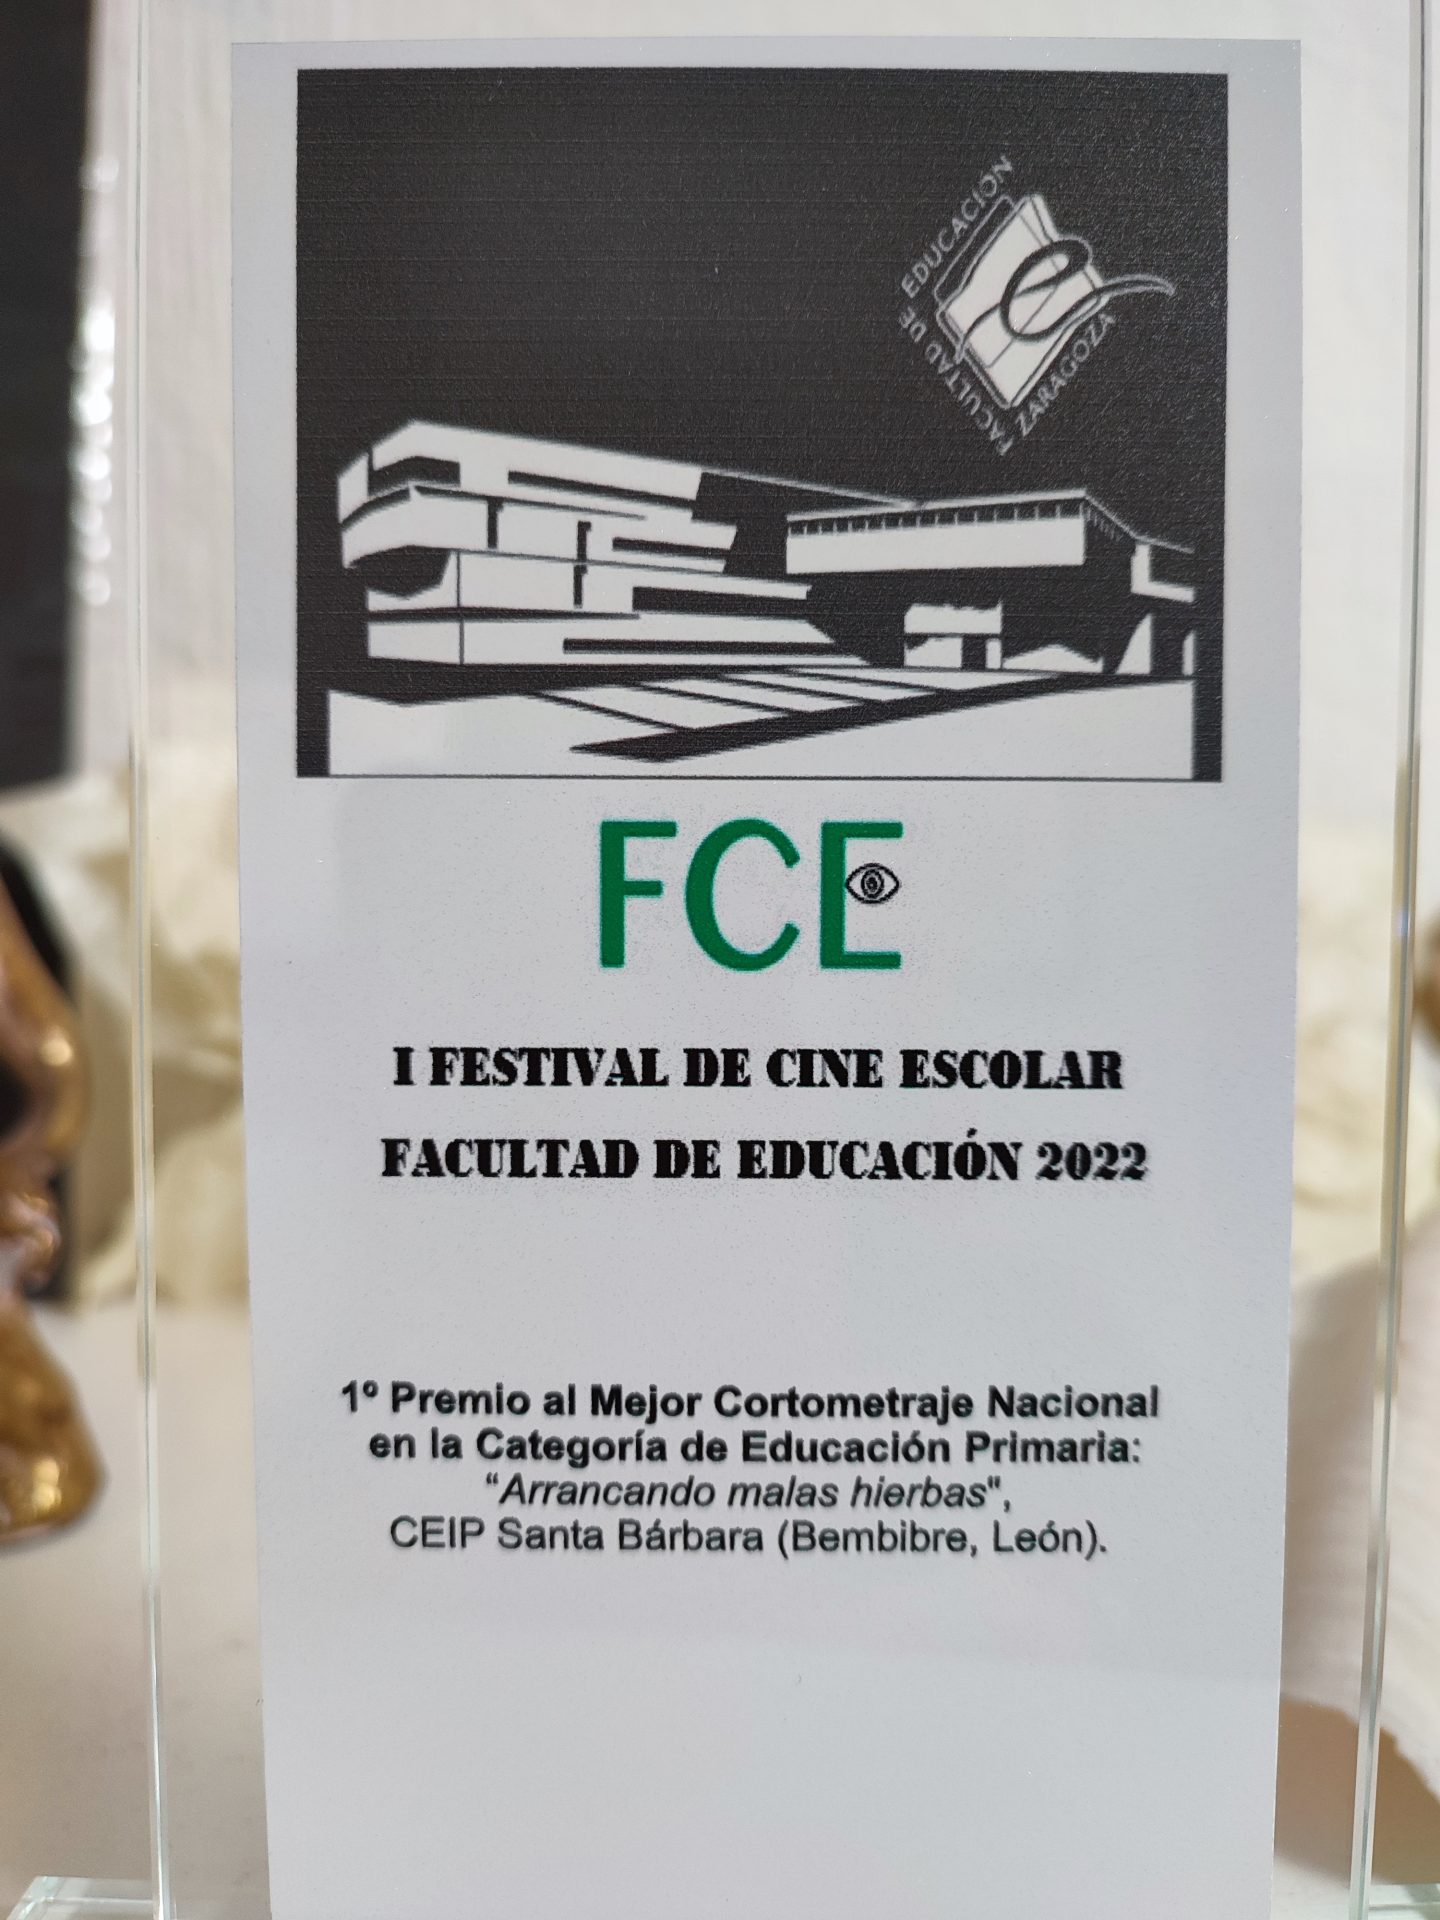 FACULTAD DE EDUCACION
ZARAGOZA
FCE
I FESTIVAL DE CINE ESCOLAR
FACULTAD DE EDUCACIÓN 2022
1º Premio al Mejor Cortometraje Nacional
en la Categoría de Educación Primaria:
“Arrancando malas hierbas",
CEIP Santa Bárbara (Bembibre, León).